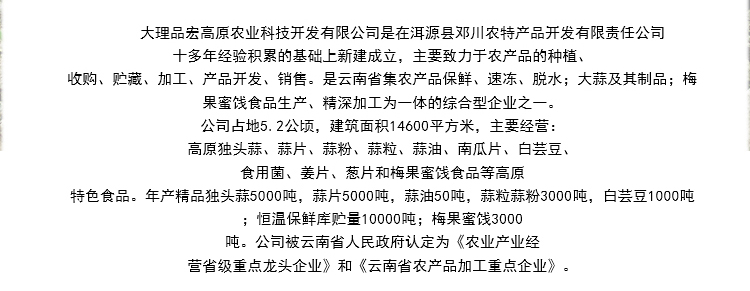 大理品宏高原农业科技开发有限公司是在洱源县邓川农特产品开发有限责任公司
十多年经验积累的基础上新建成立，主要致力于农产品的种植、
收购、贮藏、加工、产品开发、销售。是云南省集农产品保鲜、速冻、脱水；大蒜及其制品；梅
果蜜饯食品生产、精深加工为一体的综合型企业之一。
公司占地5.2公顷，建筑面积14600平方米，主要经营：
高原独头蒜、蒜片、蒜粉、蒜粒、蒜油、南瓜片、白芸豆、
食用菌、姜片、葱片和梅果蜜饯食品等高原
特色食品。年产精品独头蒜5000吨，蒜片5000吨，蒜油50吨，蒜粒蒜粉3000吨，白芸豆1000吨
；恒温保鲜库贮量10000吨；梅果蜜饯3000
吨。公司被云南省人民政府认定为《农业产业经
营省级重点龙头企业》和《云南省农产品加工重点企业》。